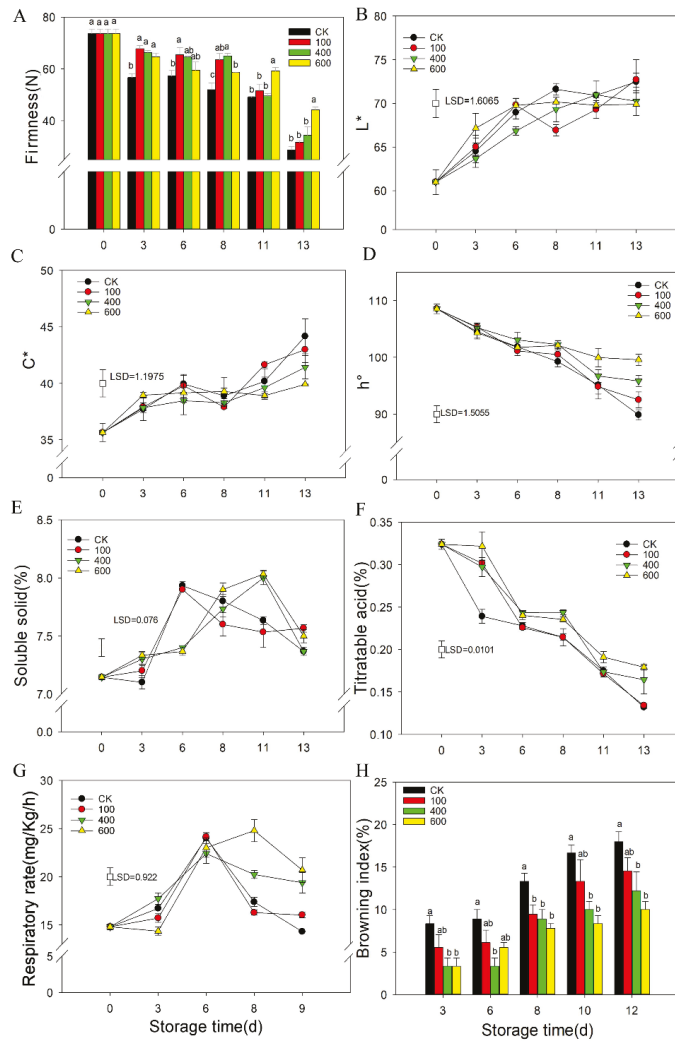 A
Firmness(N)
80
60
40
0
a a a a
b a a a
b a ab ab
c a a b
b b b a
b b b a
CK
100
400
600
0 3 6 8 11 13
B
L*
80
75
70
65
60
0
LSD=1.6065
CK
100
400
600
0 3 6 8 11 13
C
C*
50
45
40
35
0
LSD=1.1975
CK
100
400
600
0 3 6 8 11 13
D
h°
110
100
90
0
LSD=1.5055
CK
100
400
600
0 3 6 8 11 13
E
Soluble solid(%)
8.5
8.0
7.5
7.0
0.0
LSD=0.076
CK
100
400
600
0 3 6 8 11 13
F
Titratable acid(%)
0.35
0.30
0.25
0.20
0.15
0.10
LSD=0.0101
CK
100
400
600
0 3 6 8 11 13
G
Respiratory rate(mg/Kg/h)
30
25
20
15
5
0
LSD=0.922
CK
100
400
600
0 3 6 8 9
Storage time(d)
H
Browning index(%)
20
15
10
5
0
a ab b b
a ab b ab
a b b b
a ab b b
a ab b b
CK
100
400
600
3 6 8 10 12
Storage time(d)